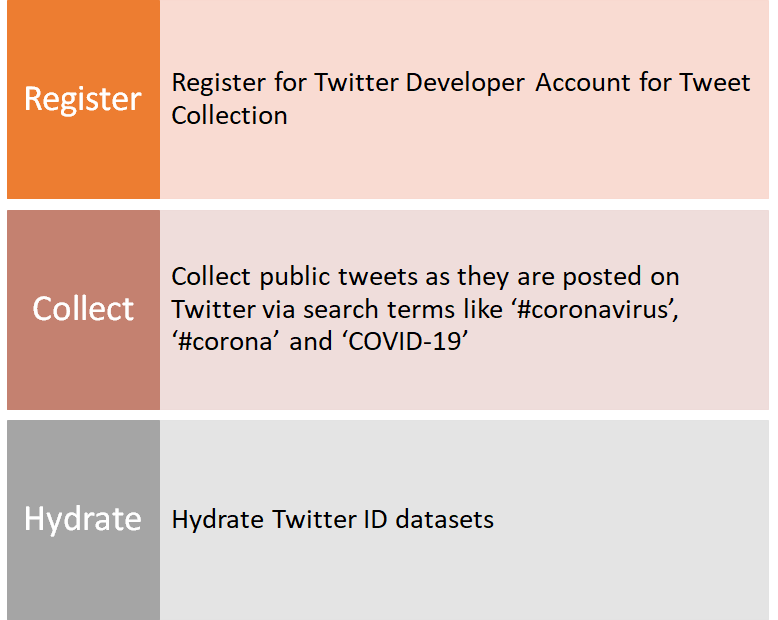 Register
Register for Twitter Developer Account for Tweet
Collection
Collect
Collect public tweets as they are posted on
Twitter via search terms like ‘#coronavirus’,
‘#corona’ and ‘COVID-19’
Hydrate
Hydrate Twitter ID datasets